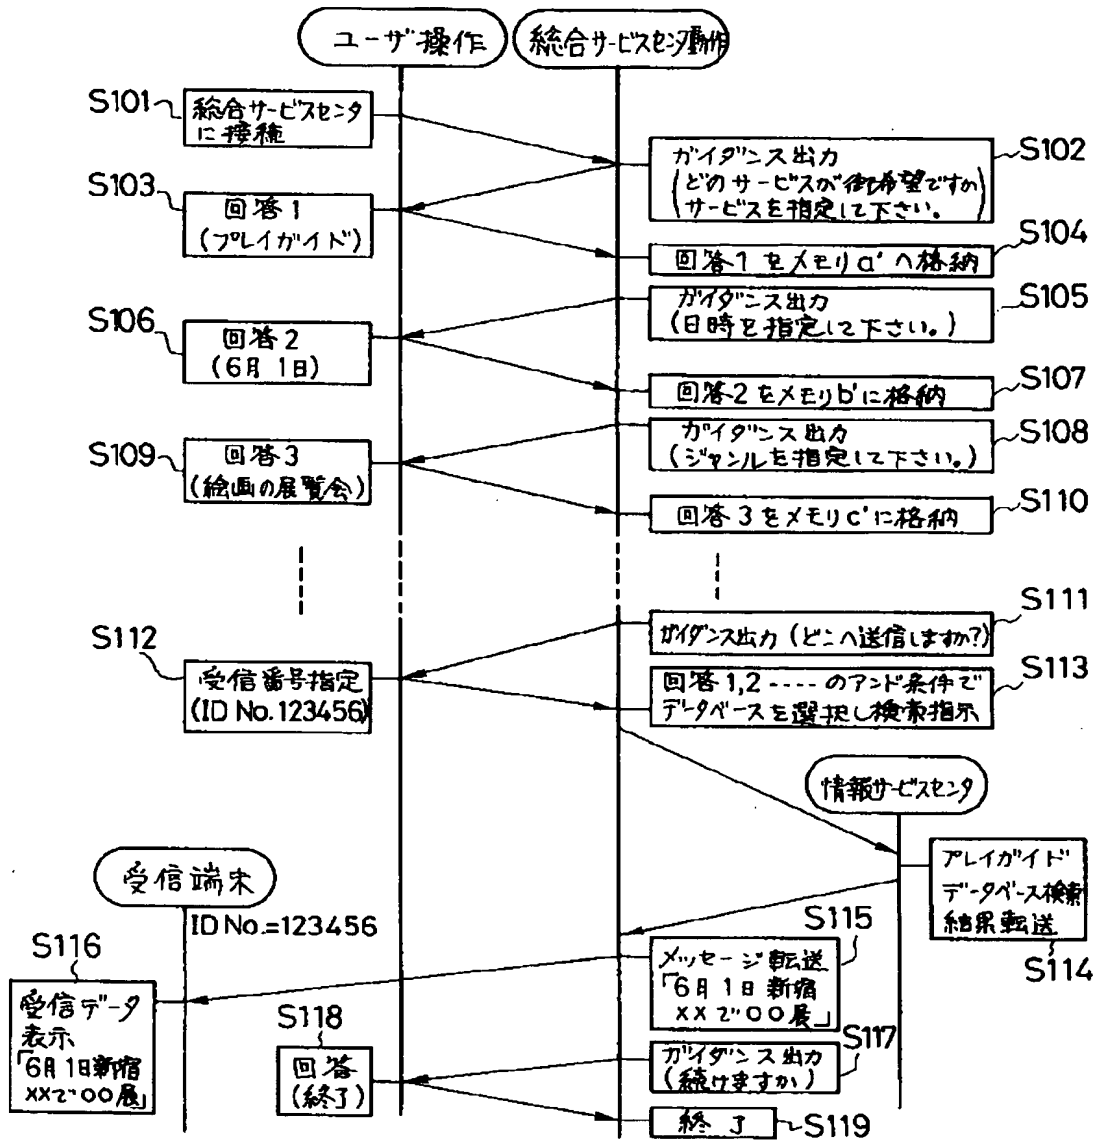 ユーザ操作
総合サービスセンタ動作
S101
総合サービスセンタ
に接種
S102
ガイダンス出力
(どのサービスが御希望ですか
サービスを指定して下さい。)
S103
回答1
(プレイガイド)
S104
回答1をメモリa'へ格納
S105
ガイダンス出力
(日時を指定して下さい。)
S106
回答2
(6月1日)
S107
回答2をメモリb'に格納
S108
ガイダンス出力
(ジャンルを指定して下さい。)
S109
回答3
(絵画の展覧会)
S110
回答3をメモリc'に格納
S111
ガイダンス出力(どこへ送信しますか?)
S112
受信番号指定
(ID No.123456)
S113
回答1,2----のアンド条件で
データベースを選択し検索指示
情報サービスセンタ
プレイガイド
データベース検索
結果転送
S114
受信端末
ID No.=123456
S115
メッセージ転送
「6月1日新宿
××で○○展」
S116
受信データ
表示
「6月1日新宿
××で○○展」
S117
ガイダンス出力
(続けますか)
S118
回答
(終了)
終了
S119